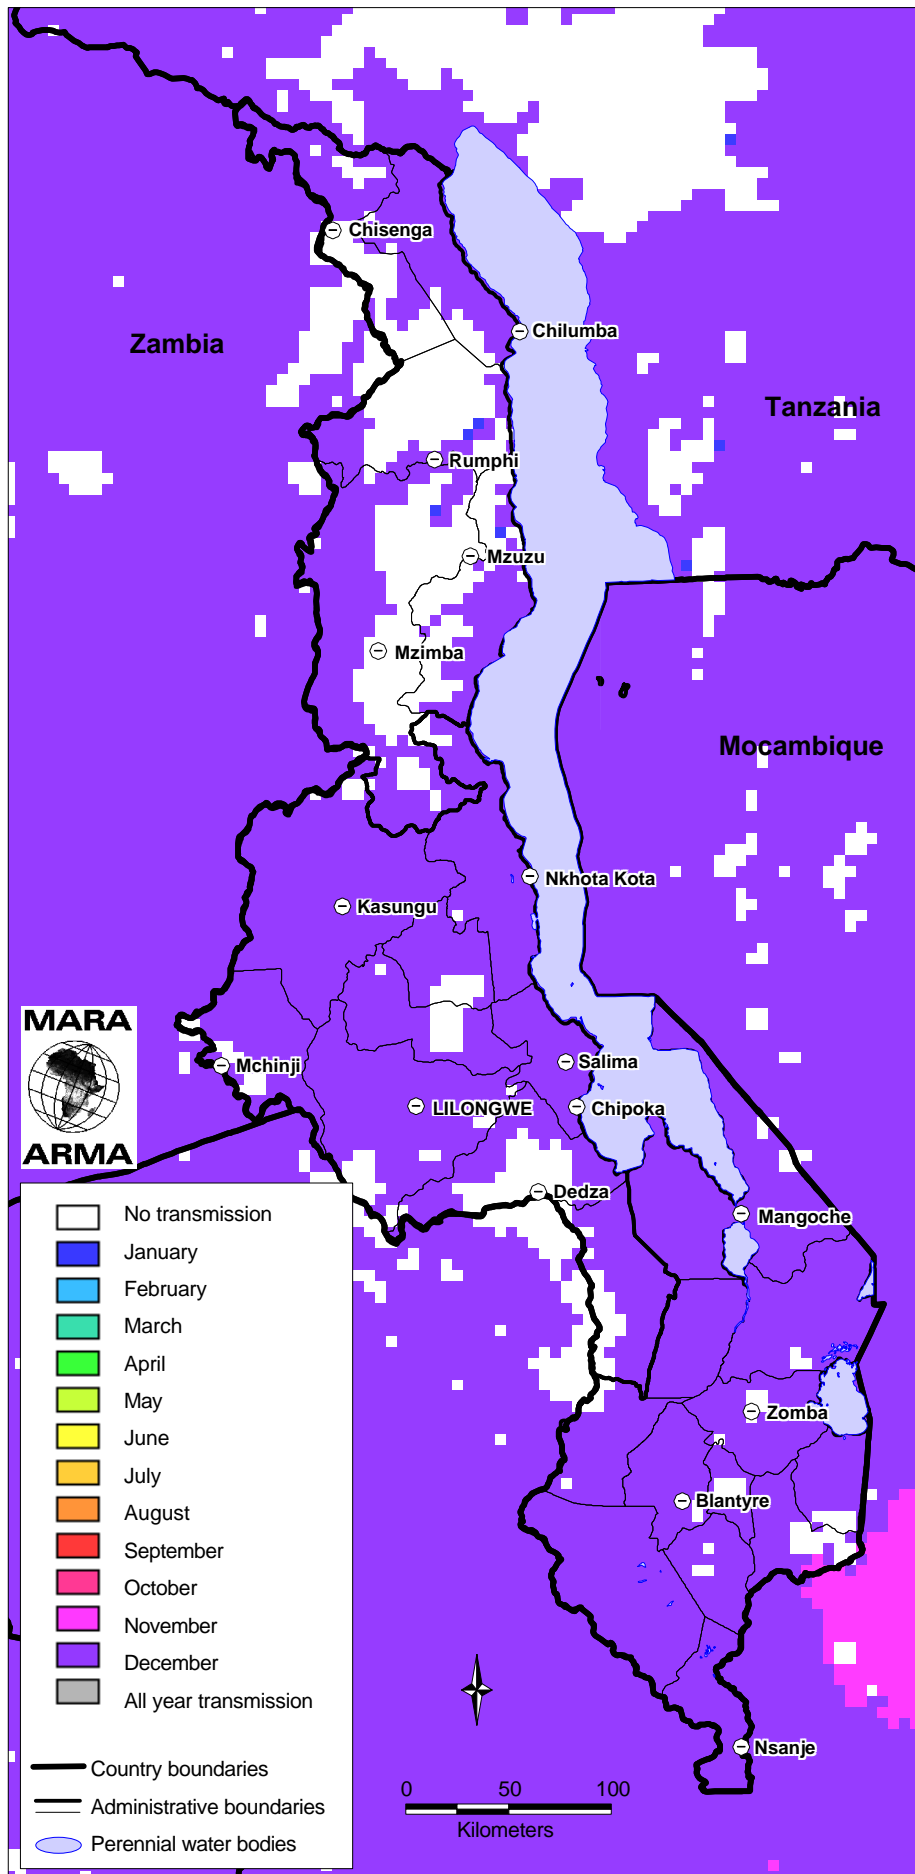 Chisenga
Chilumba
Zambia
Tanzania
Rumphi
Mzuzu
Mzimba
Mocambique
Nkhota Kota
Kasungu
MARA
ARMA
Salima
Mchinji
LILONGWE
Chipoka
Dedza
Mangoche
Zomba
Blantyre
Nsanje
No transmission
January
February
March
April
May
June
July
August
September
October
November
December
All year transmission
Country boundaries
Administrative boundaries
Perennial water bodies
0 50 100
Kilometers